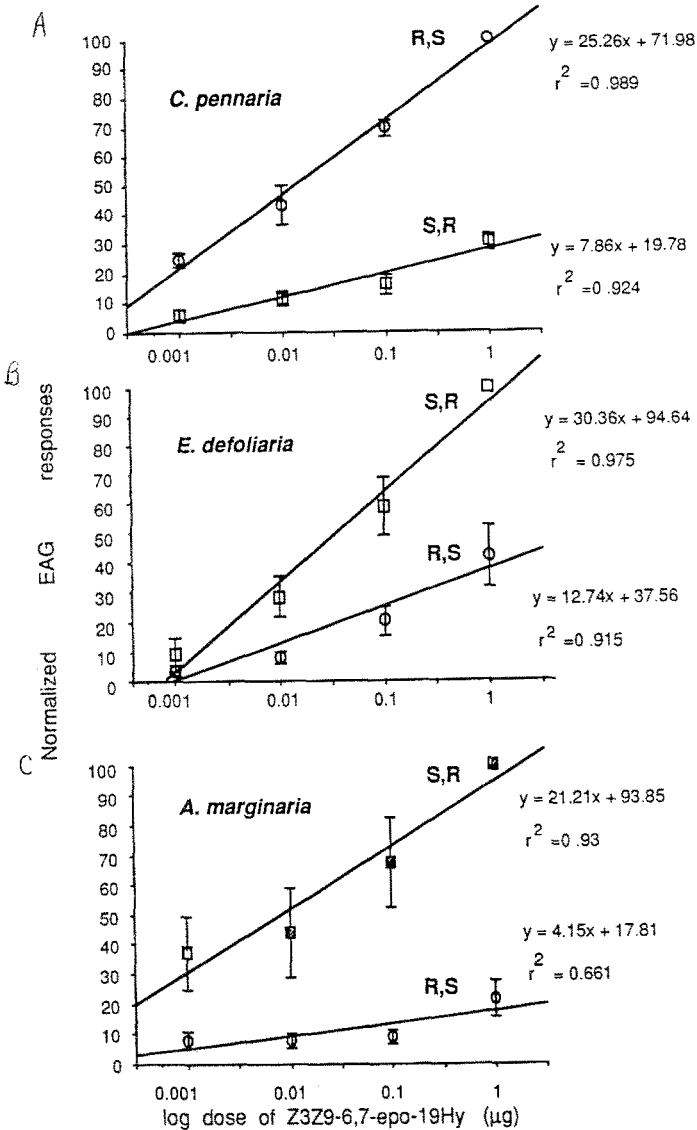 A
100
90
80
70
60
50
40
30
20
10
0
C. pennaria
R,S
y = 25.26x + 71.98
r2 =0 .989
S,R
y = 7.86x + 19.78
r2 = 0.924
0.001 0.01 0.1 1
B
100
90
80
70
60
50
40
30
20
10
0
E. defoliaria
S,R
y = 30.36x + 94.64
r2 = 0.975
R,S
y = 12.74x + 37.56
r2 =0.915
0.001 0.01 0.1 1
Normalized EAG responses
C
100
90
80
70
60
50
40
30
20
10
0
A. marginaria
S,R
y = 21.21x + 93.85
r2 =0 .93
R,S
y = 4.15x + 17.81
r2 = 0.661
0.001 0.01 0.1 1
log dose of Z3Z9-6,7-epo-19Hy (µg)